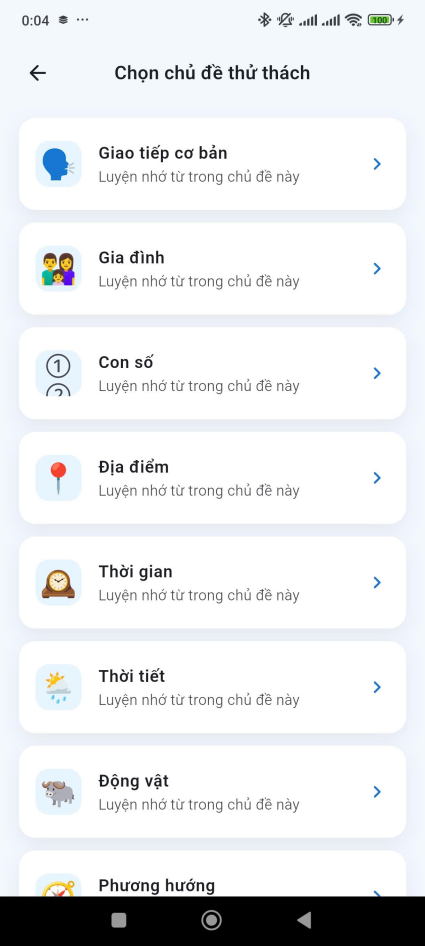 0:04
100
Chọn chủ đề thử thách
Giao tiếp cơ bản
Luyện nhớ từ trong chủ đề này
Gia đình
Luyện nhớ từ trong chủ đề này
①
②
Con số
Luyện nhớ từ trong chủ đề này
Địa điểm
Luyện nhớ từ trong chủ đề này
Thời gian
Luyện nhớ từ trong chủ đề này
Thời tiết
Luyện nhớ từ trong chủ đề này
Động vật
Luyện nhớ từ trong chủ đề này
Phương hướng